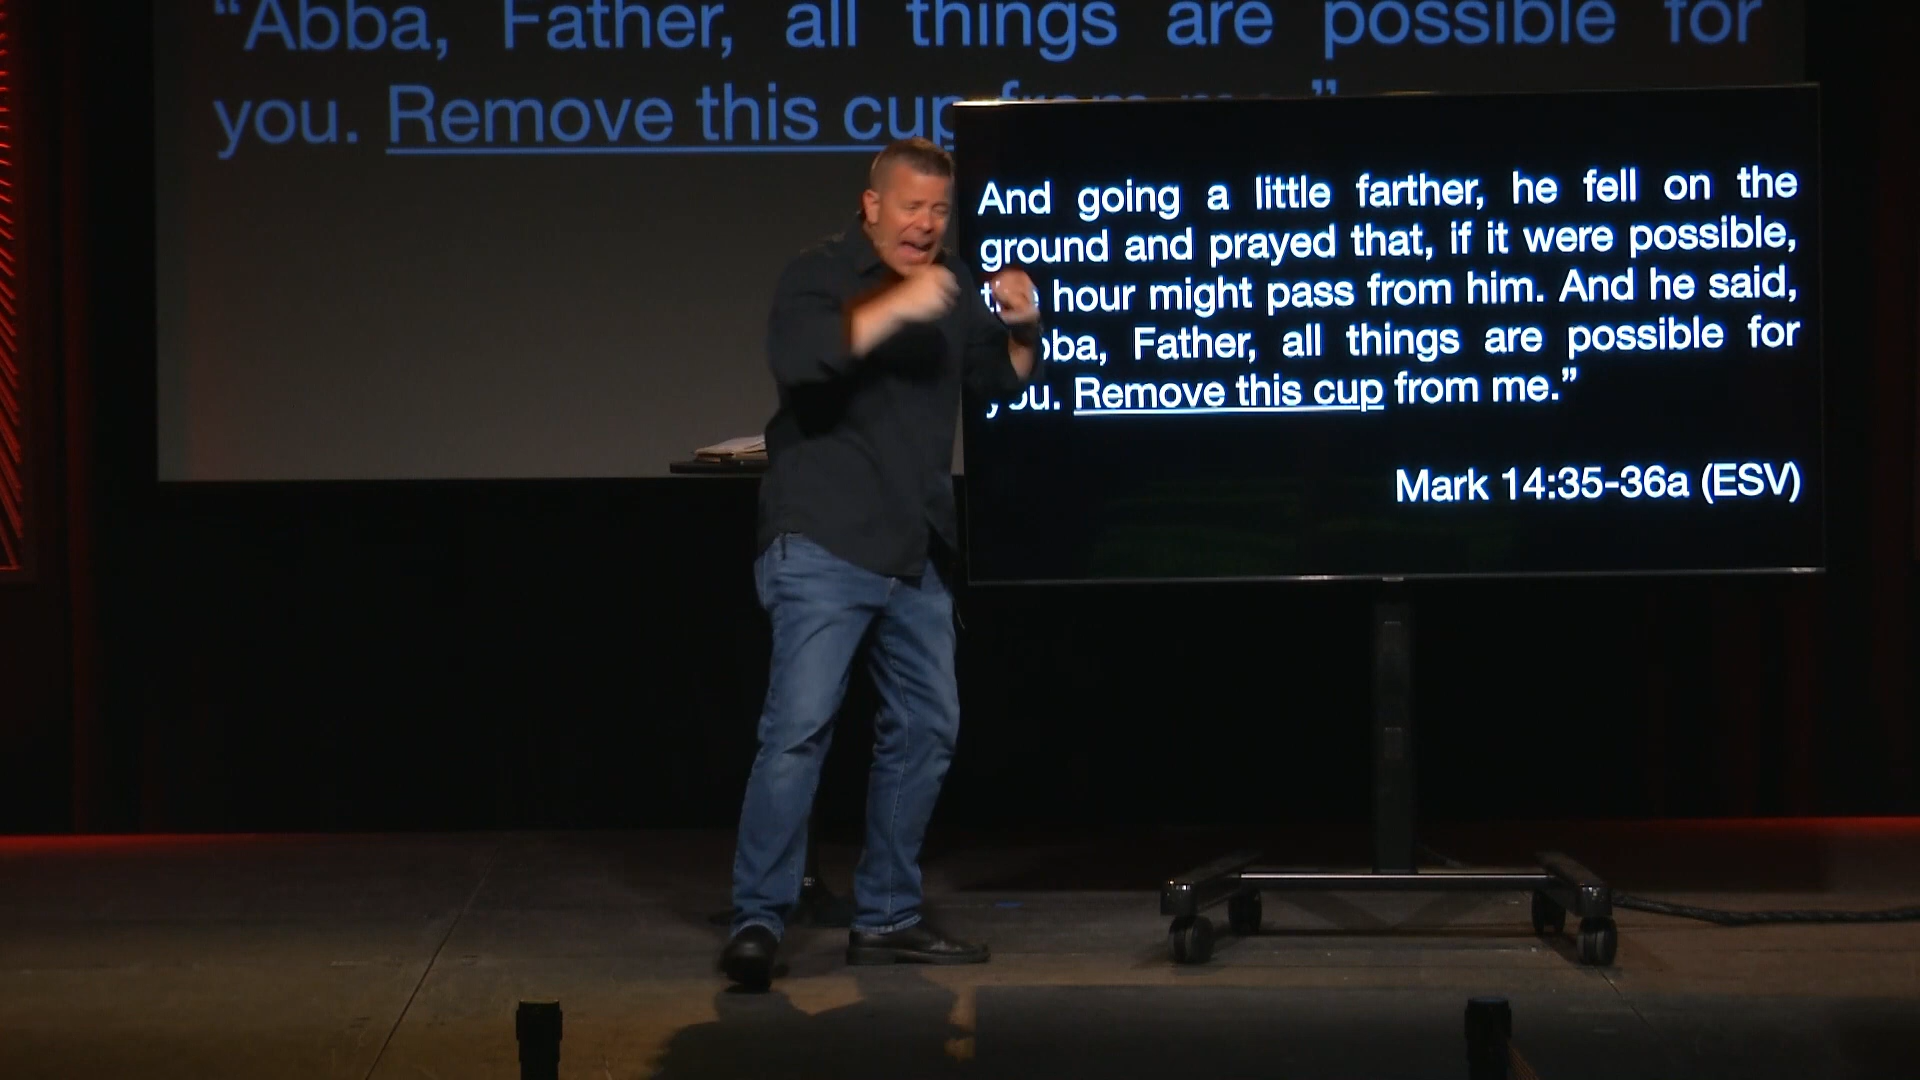 “Abba, Father, all things are possible for
you. Remove this cup from me.”
And going a little farther, he fell on the
ground and prayed that, if it were possible,
hour might pass from him. And he said,
Father, all things are possible for
Remove this cup from me.”
Mark 14:35-36a (ESV)